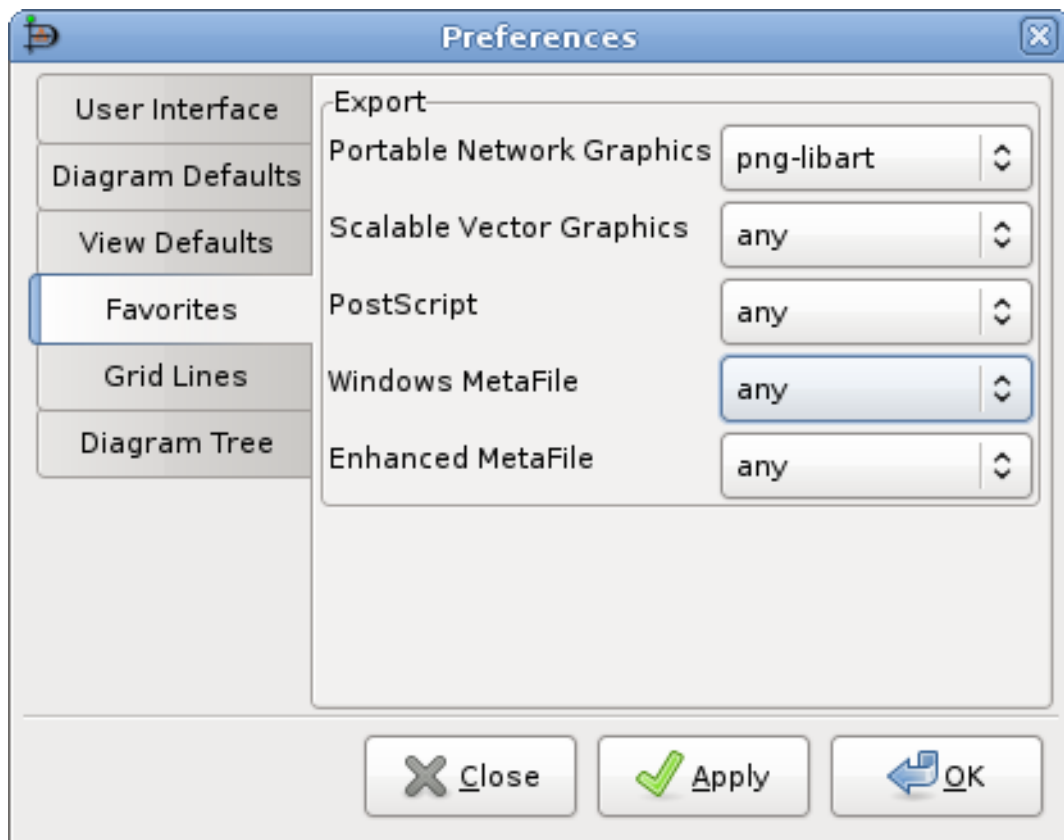 Preferences
User Interface
Diagram Defaults
View Defaults
Favorites
Grid Lines
Diagram Tree
Export
Portable Network Graphics png-libart
Scalable Vector Graphics any
PostScript any
Windows MetaFile any
Enhanced MetaFile any
Close Apply OK